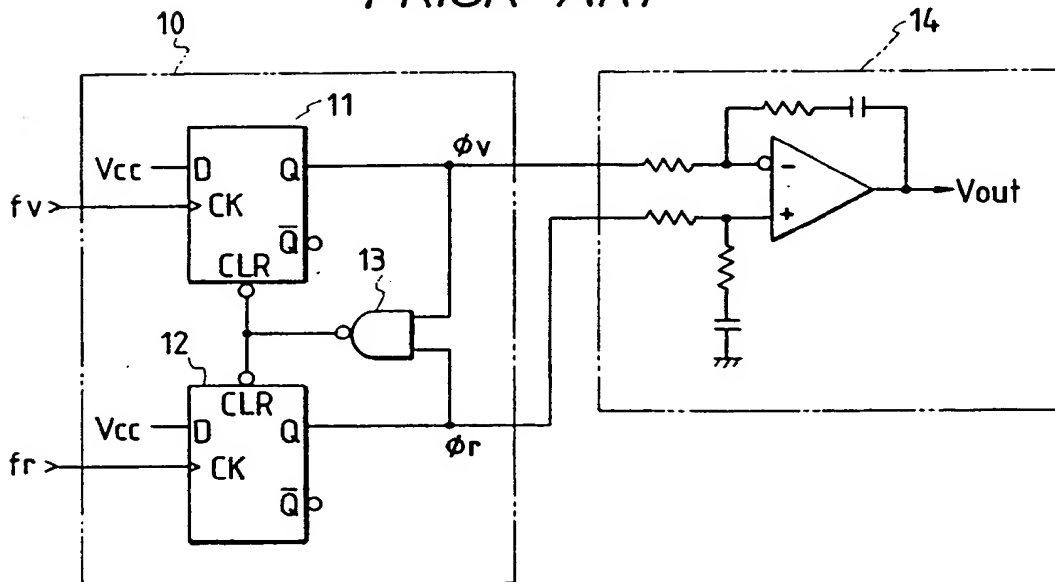 PRIOR ART
10
14
11
Vcc
D
Q
φv
fv
CK
Q̅
CLR
13
-
+
Vout
12
CLR
Vcc
D
Q
φr
fr
CK
Q̅